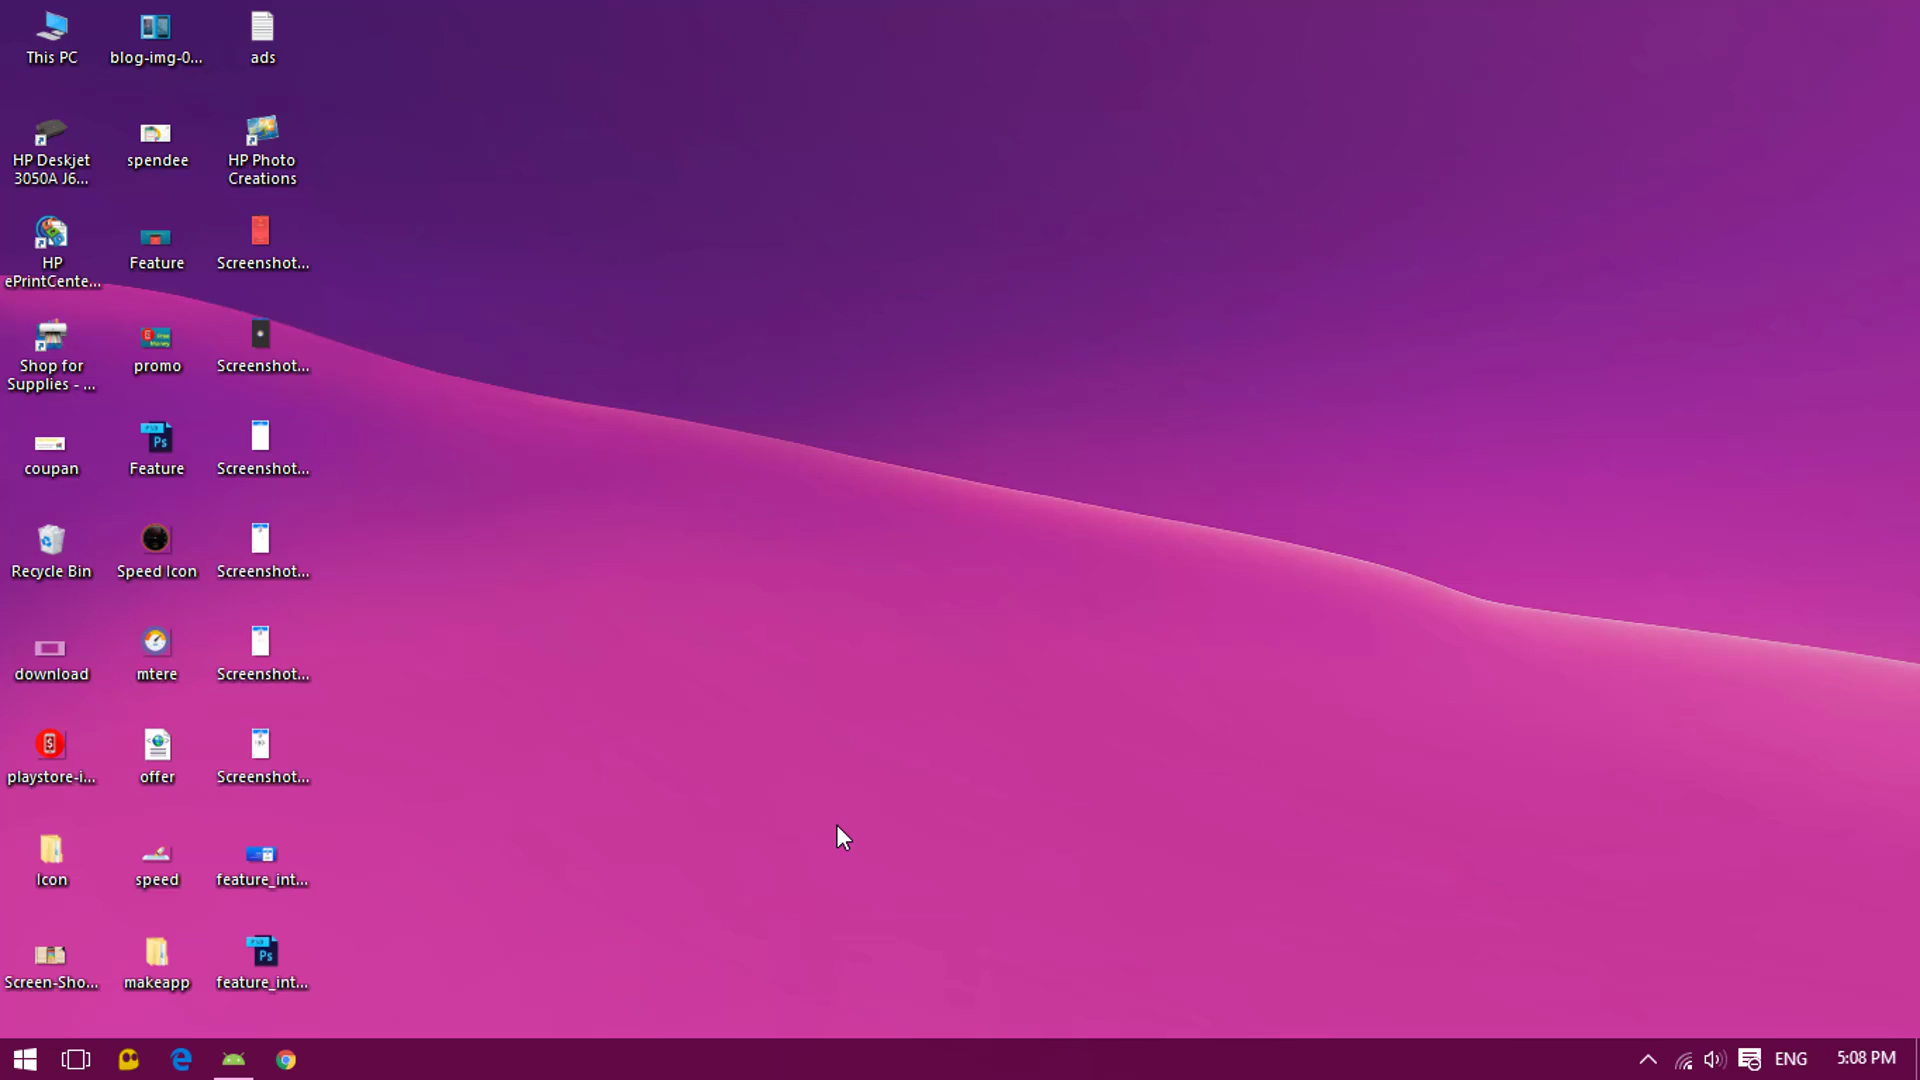 This PC
blog-img-0...
ads
HP Deskjet
3050A J6...
spendee
HP Photo
Creations
HP
ePrintCente...
Feature
Screenshot...
Shop for
Supplies - ...
promo
Screenshot...
coupan
Feature
Screenshot...
Recycle Bin
Speed Icon
Screenshot...
download
mtere
Screenshot...
playstore-i...
offer
Screenshot...
Icon
speed
feature_int...
Screen-Sho...
makeapp
feature_int...
ENG
5:08 PM